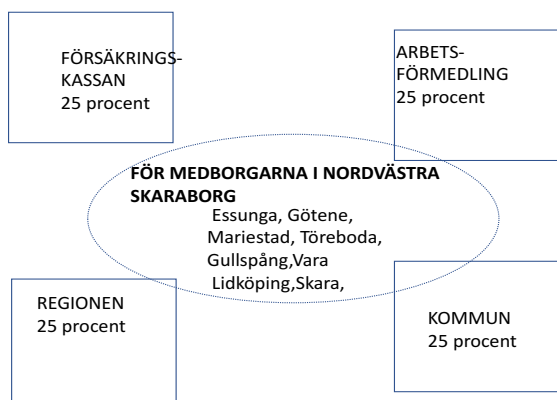 FÖRSÄKRINGS-
KASSAN
25 procent
ARBETS-
FÖRMEDLING
25 procent
FÖR MEDBORGARNA I NORDVÄSTRA
SKARABORG
Essunga, Götene,
Mariestad, Töreboda,
Gullspång,Vara
Lidköping,Skara,
REGIONEN
25 procent
KOMMUN
25 procent